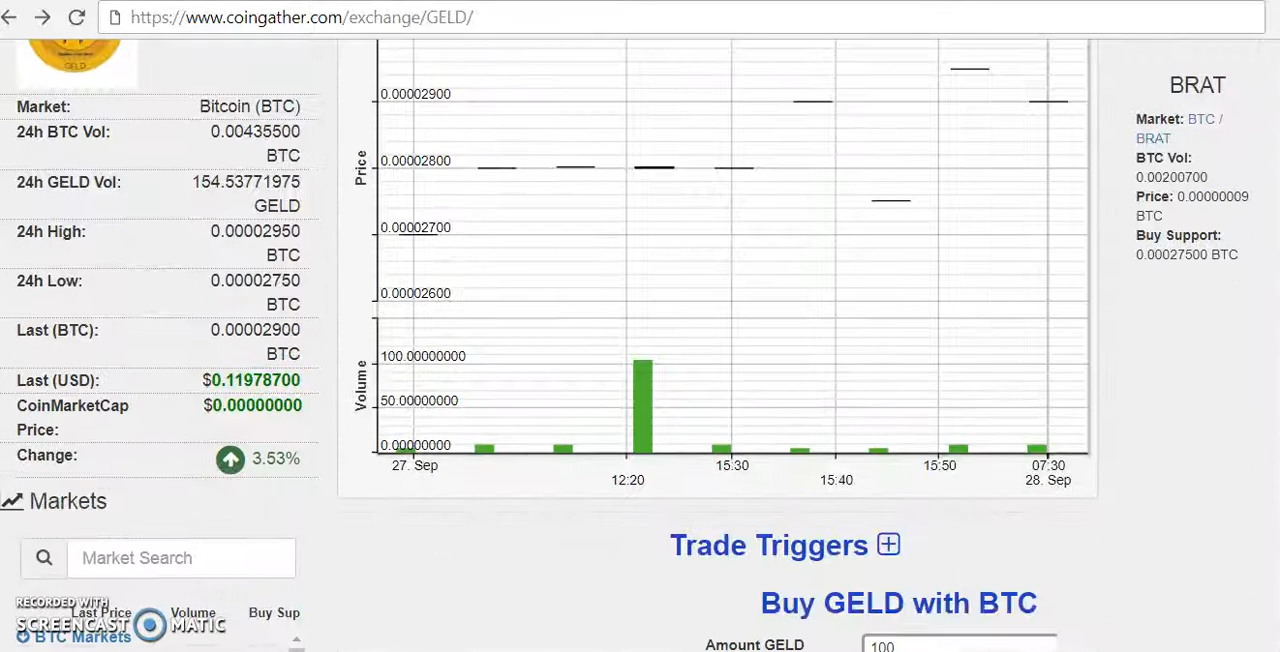 https://www.coingather.com/exchange/GELD/
GELD
Market: Bitcoin (BTC)
24h BTC Vol: 0.00435500
BTC
24h GELD Vol: 154.53771975
GELD
24h High: 0.00002950
BTC
24h Low: 0.00002750
BTC
Last (BTC): 0.00002900
BTC
Last (USD): $0.11978700
CoinMarketCap $0.00000000
Price:
Change: 3.53%
Markets
Market Search
Last Price Volume Buy Sup
BTC Markets
RECORDED WITH
SCREENCAST MATIC
Price
0.00002900
0.00002800
0.00002700
0.00002600
Volume
100.00000000
50.00000000
0.00000000
27. Sep 15:30 15:50 07:30
12:20 15:40 28. Sep
Trade Triggers
Buy GELD with BTC
Amount GELD 100
BRAT
Market: BTC /
BRAT
BTC Vol:
0.00200700
Price: 0.00000009
BTC
Buy Support:
0.00027500 BTC